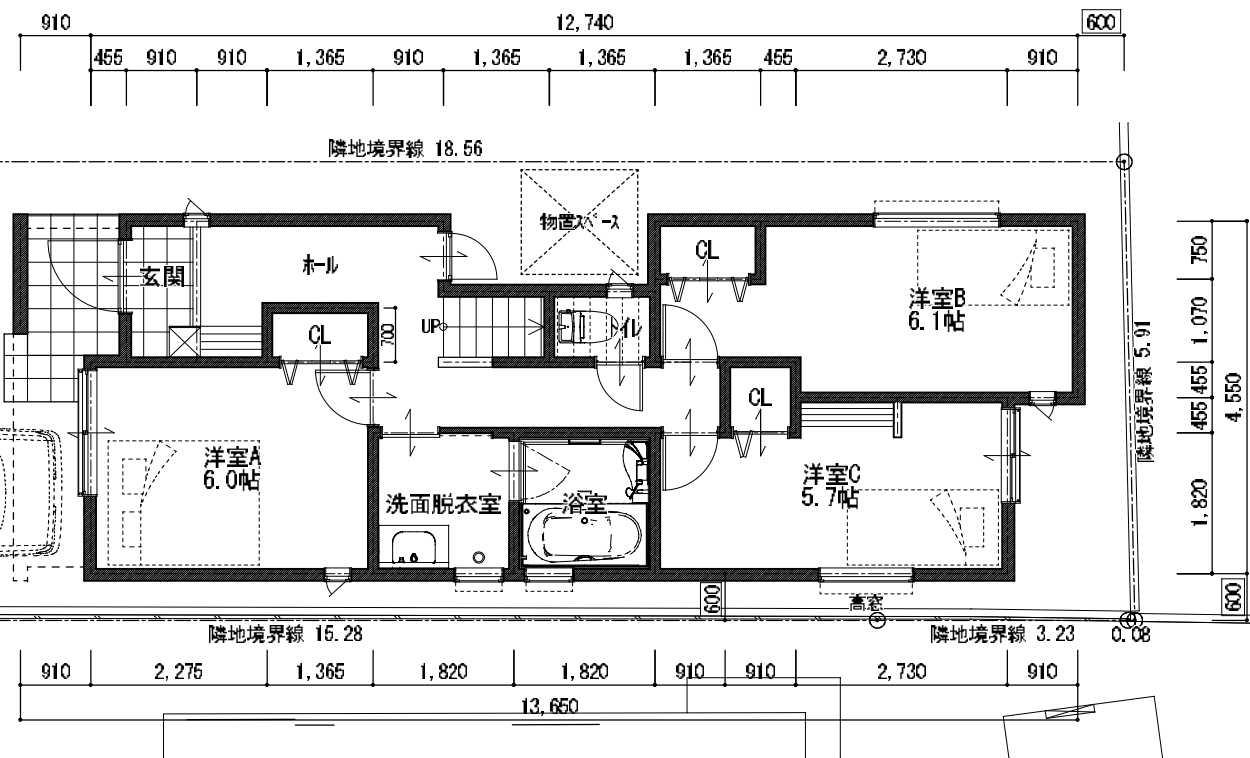 910 12,740 600
455 910 910 1,365 910 1,365 1,365 1,365 455 2,730 910
隣地境界線 18.56
物置スペース
玄関
ホール
CL
洋室B
6.1帖
750
1,070
455
455
1,820
4,550
隣地境界線 5.91
UP
トイレ
CL
700
CL
洋室A
6.0帖
洗面脱衣室
浴室
洋室C
5.7帖
600
高窓
600
隣地境界線 15.28
隣地境界線 3.23
0.08
910 2,275 1,365 1,820 1,820 910 910 2,730 910
13,650